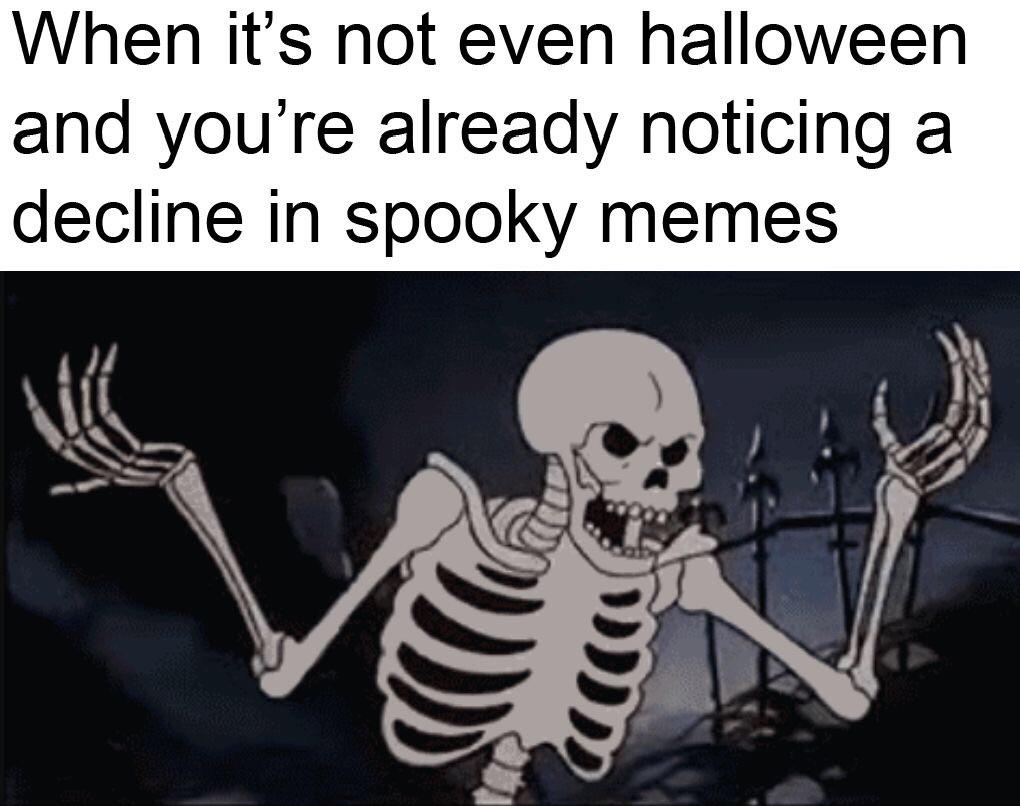 When it’s not even halloween
and you’re already noticing a
decline in spooky memes